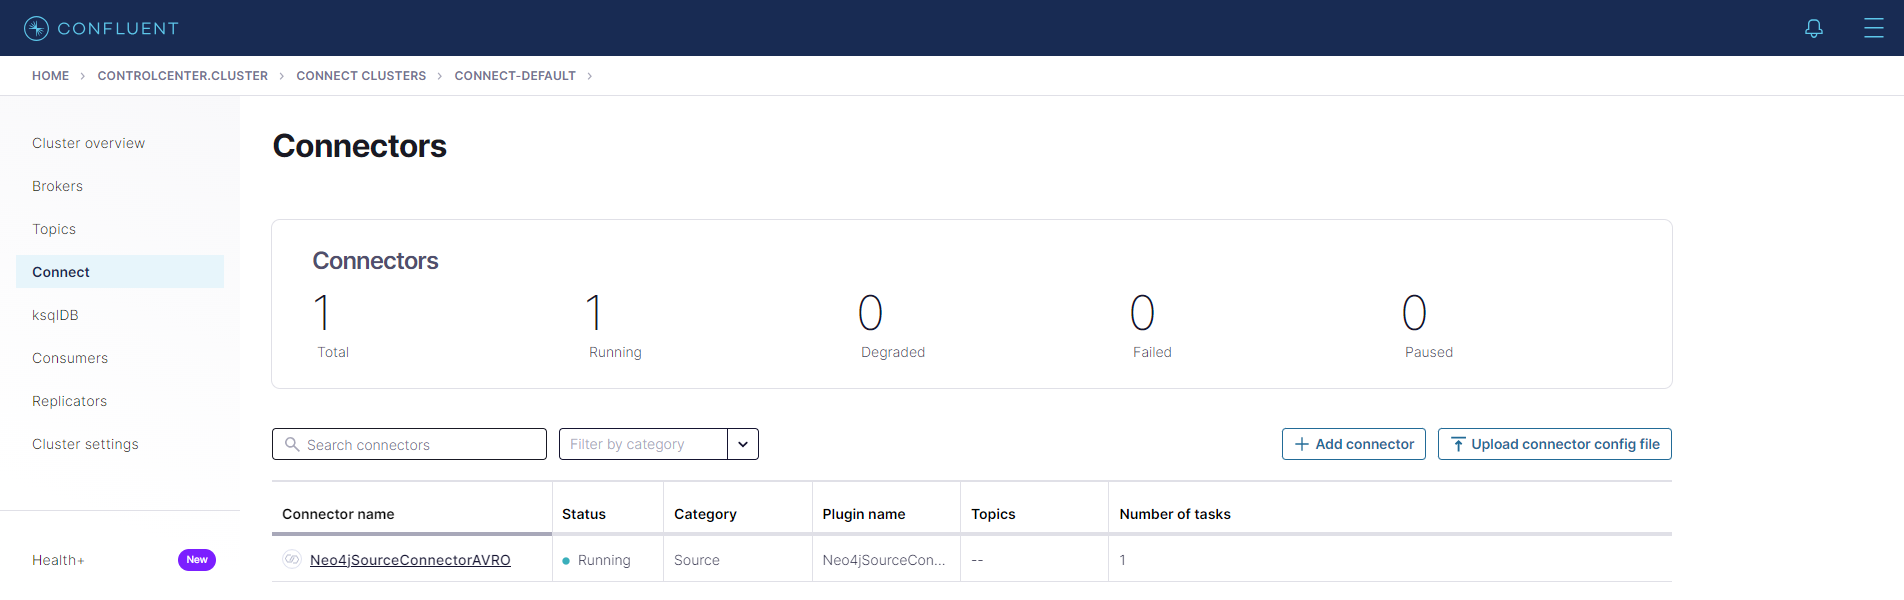 CONFLUENT
HOME > CONTROLCENTER.CLUSTER > CONNECT CLUSTERS > CONNECT-DEFAULT >
Cluster overview
Brokers
Topics
Connect
ksqlDB
Consumers
Replicators
Cluster settings
Health+ New
Connectors
Connectors
1 1 0 0 0
Total Running Degraded Failed Paused
Search connectors Filter by category + Add connector Upload connector config file
Connector name Status Category Plugin name Topics Number of tasks
Neo4jSourceConnectorAVRO Running Source Neo4jSourceCon... -- 1